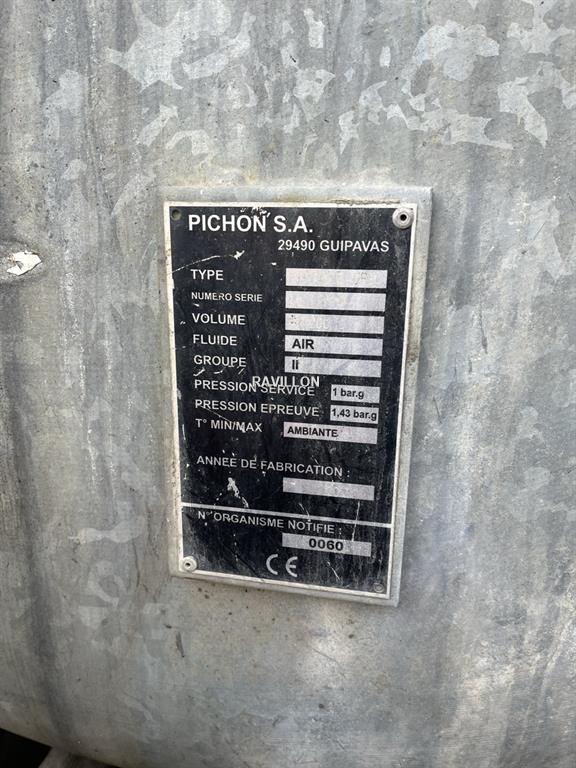 PICHON S.A.
29490 GUIPAVAS
TYPE
NUMERO SERIE
VOLUME
FLUIDE AIR
GROUPE II
RAVILLON
PRESSION SERVICE 1 bar.g
PRESSION EPREUVE 1,43 bar.g
T° MIN/MAX AMBIANTE
ANNEE DE FABRICATION :
N° ORGANISME NOTIFIE :
0060
CE